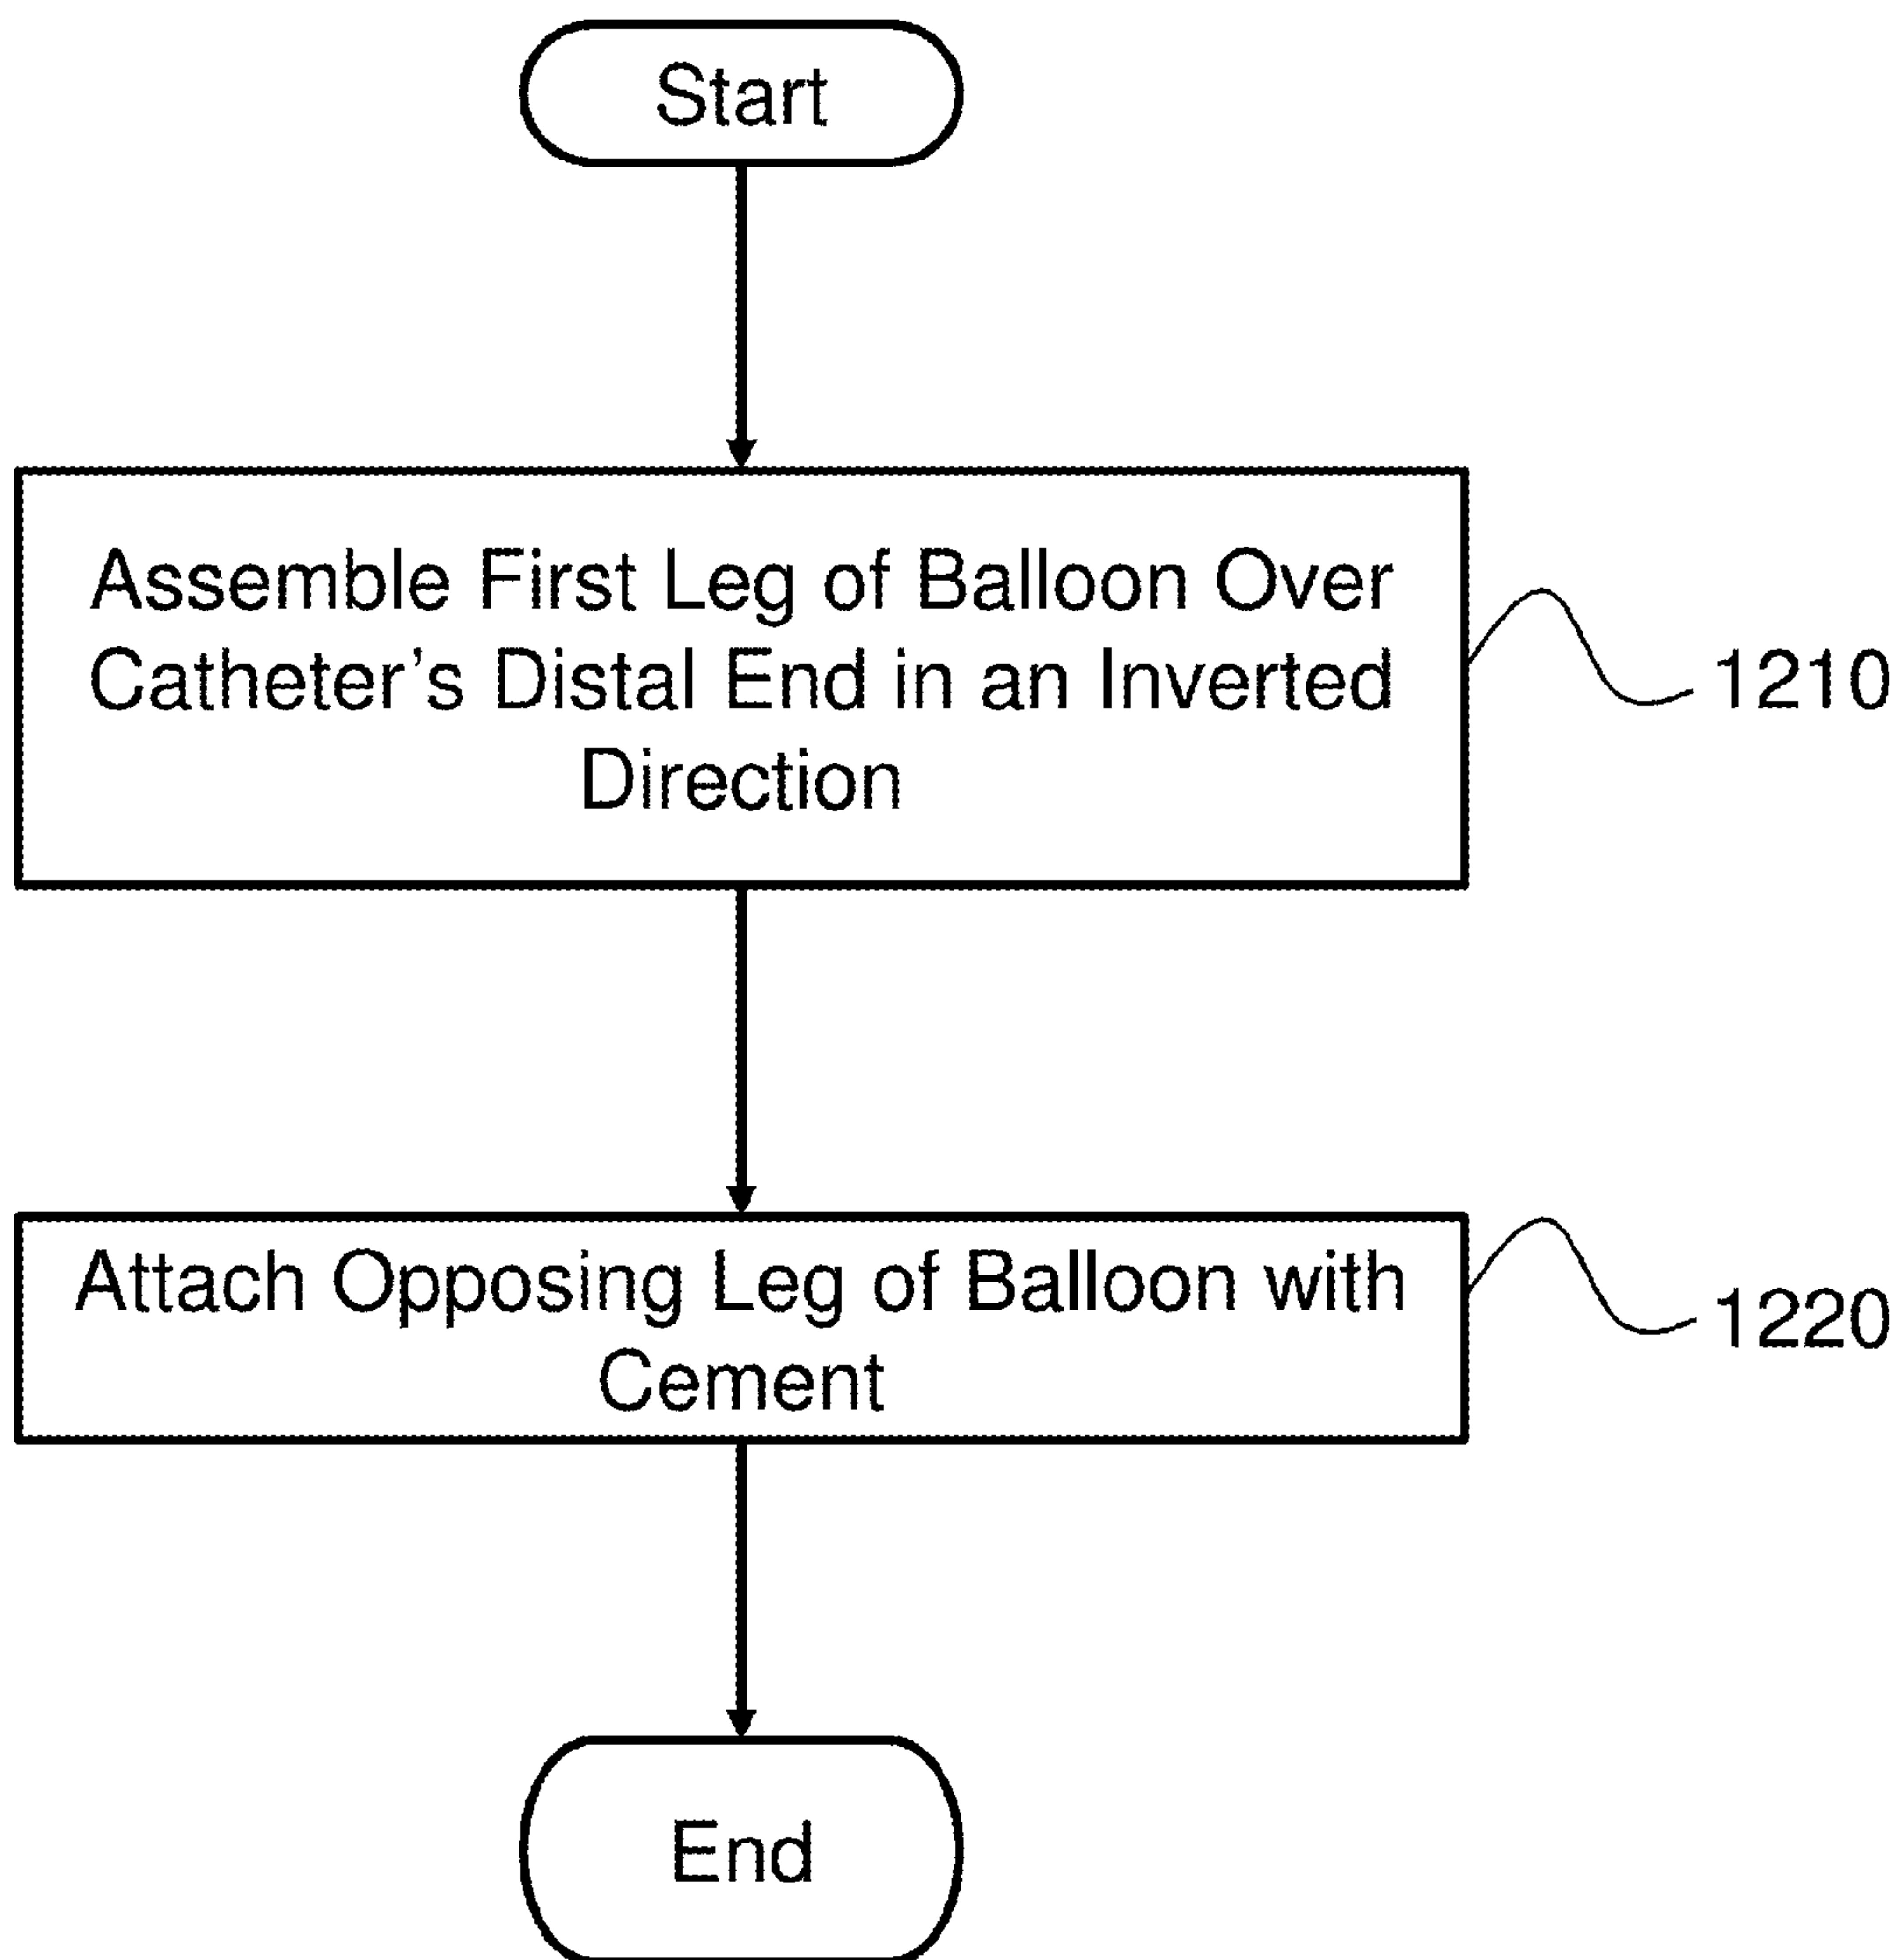 Start
Assemble First Leg of Balloon Over
Catheter's Distal End in an Inverted
Direction
1210
Attach Opposing Leg of Balloon with
Cement
1220
End